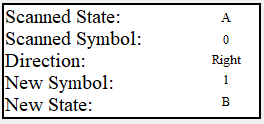 Scanned State: A
Scanned Symbol: 0
Direction: Right
New Symbol: 1
New State: B